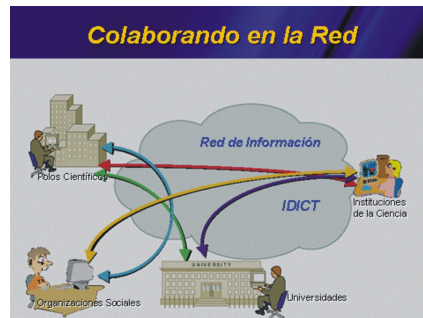 Colaborando en la Red
Red de Información
Polos Científicos
IDICT
Instituciones
de la Ciencia
UNIVERSITY
Organizaciones Sociales
Universidades